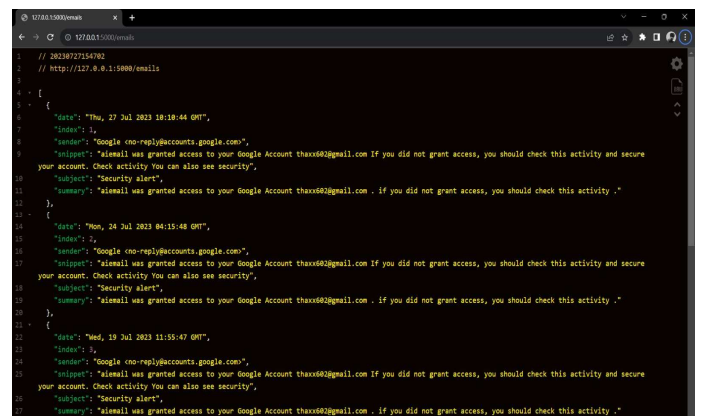 127.0.0.1:5000/emails
127.0.0.1:5000/emails
1 // 20230727154702
2 // http://127.0.0.1:5000/emails
3
4 [
5 {
6 "date": "Thu, 27 Jul 2023 10:10:44 GMT",
7 "index": 1,
8 "sender": "Google <no-reply@accounts.google.com>",
9 "snippet": "aiemail was granted access to your Google Account thaxx602@gmail.com If you did not grant access, you should check this activity and secure
your account. Check activity You can also see security",
10 "subject": "Security alert",
11 "summary": "aiemail was granted access to your Google Account thaxx602@gmail.com . if you did not grant access, you should check this activity ."
12 },
13 {
14 "date": "Mon, 24 Jul 2023 04:15:48 GMT",
15 "index": 2,
16 "sender": "Google <no-reply@accounts.google.com>",
17 "snippet": "aiemail was granted access to your Google Account thaxx602@gmail.com If you did not grant access, you should check this activity and secure
your account. Check activity You can also see security",
18 "subject": "Security alert",
19 "summary": "aiemail was granted access to your Google Account thaxx602@gmail.com . if you did not grant access, you should check this activity ."
20 },
21 {
22 "date": "Wed, 19 Jul 2023 11:55:47 GMT",
23 "index": 3,
24 "sender": "Google <no-reply@accounts.google.com>",
25 "snippet": "aiemail was granted access to your Google Account thaxx602@gmail.com If you did not grant access, you should check this activity and secure
your account. Check activity You can also see security",
26 "subject": "Security alert",
27 "summary": "aiemail was granted access to your Google Account thaxx602@gmail.com . if you did not grant access, you should check this activity ."